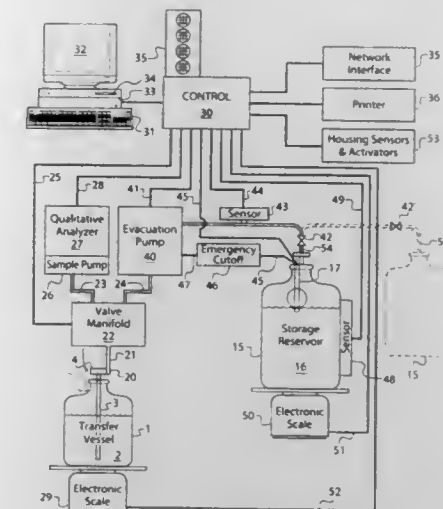 32
35
34
33
31
CONTROL
30
Network
Interface
35
Printer
36
Housing Sensors
& Activators
53
25
28
41
45
44
43
Sensor
49
42'
42
54
17
Qualitative
Analyzer
27
Sample Pump
26
23
Evacuation
Pump
40
24
47
Emergency
Cutoff
46
45
Valve
Manifold
22
21
4
20
3
Transfer
Vessel
2
1
Electronic
Scale
29
15
Storage
Reservoir
16
Sensor
48
15
50
Electronic
Scale
51
52